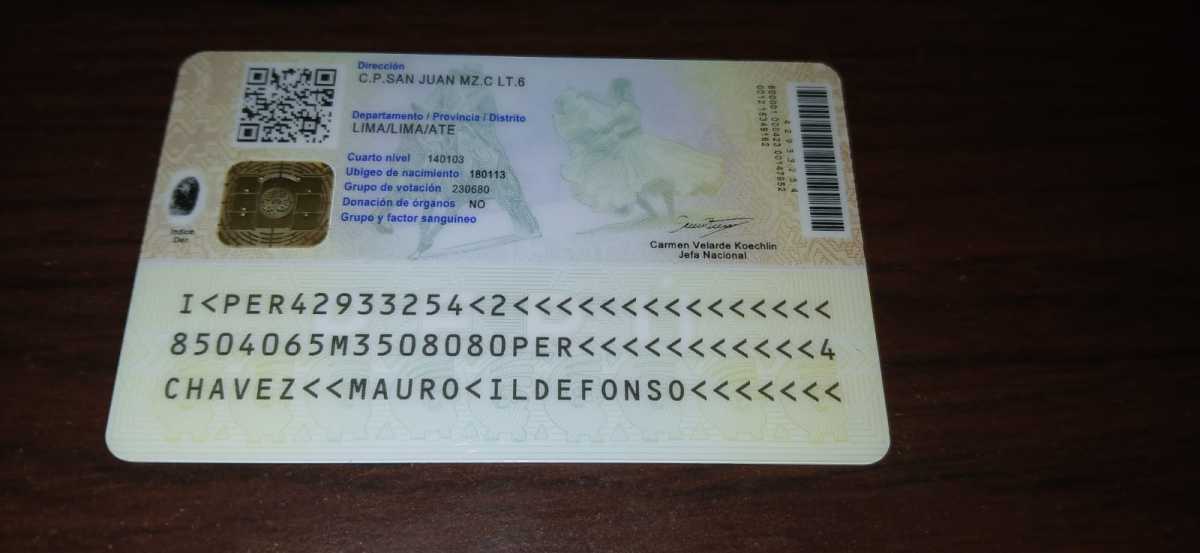 Dirección
C.P.SAN JUAN MZ.C LT.6
Departamento / Provincia / Distrito
LIMA/LIMA/ATE
Cuarto nivel 140103
Ubigeo de nacimiento 180113
Grupo de votación 230680
Donación de órganos NO
Grupo y factor sanguíneo
Indice
Der.
Carmen Velarde Koechlin
Jefa Nacional
42933254
I<PER42933254<2<<<<<<<<<<<<<<<
8504065M3508080PER<<<<<<<<<<<4
CHAVEZ<<MAURO<ILDEFONSO<<<<<<<